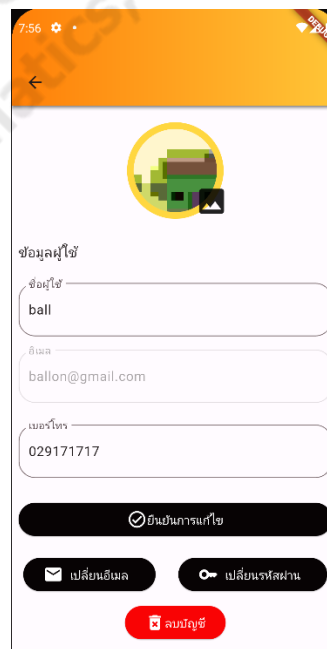 7:56
DEBUG
ข้อมูลผู้ใช้
ชื่อผู้ใช้
ball
อีเมล
ballon@gmail.com
เบอร์โทร
029171717
ยืนยันการแก้ไข
เปลี่ยนอีเมล
เปลี่ยนรหัสผ่าน
ลบบัญชี